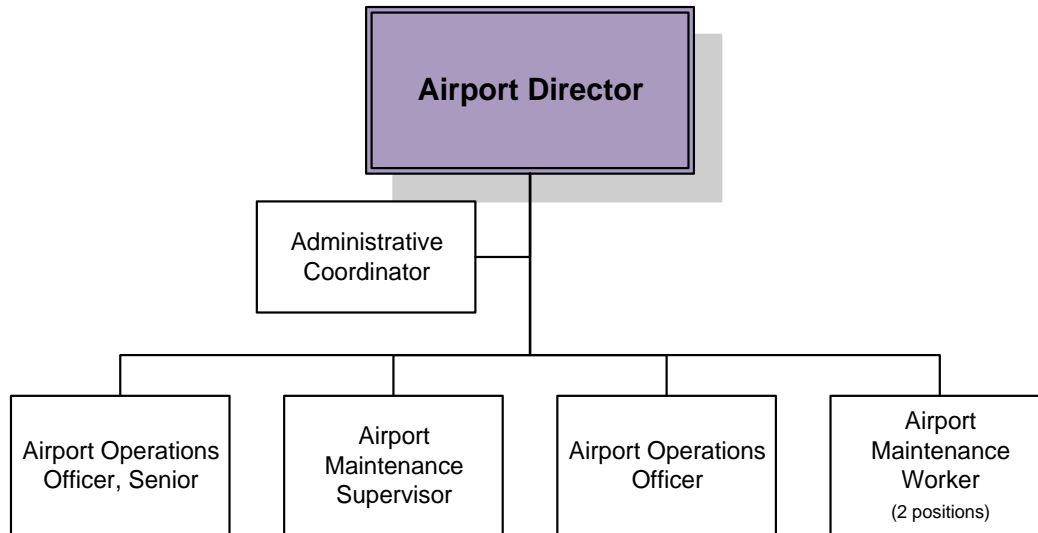 Airport Director
Administrative
Coordinator
Airport Operations
Officer, Senior
Airport
Maintenance
Supervisor
Airport Operations
Officer
Airport
Maintenance
Worker
(2 positions)